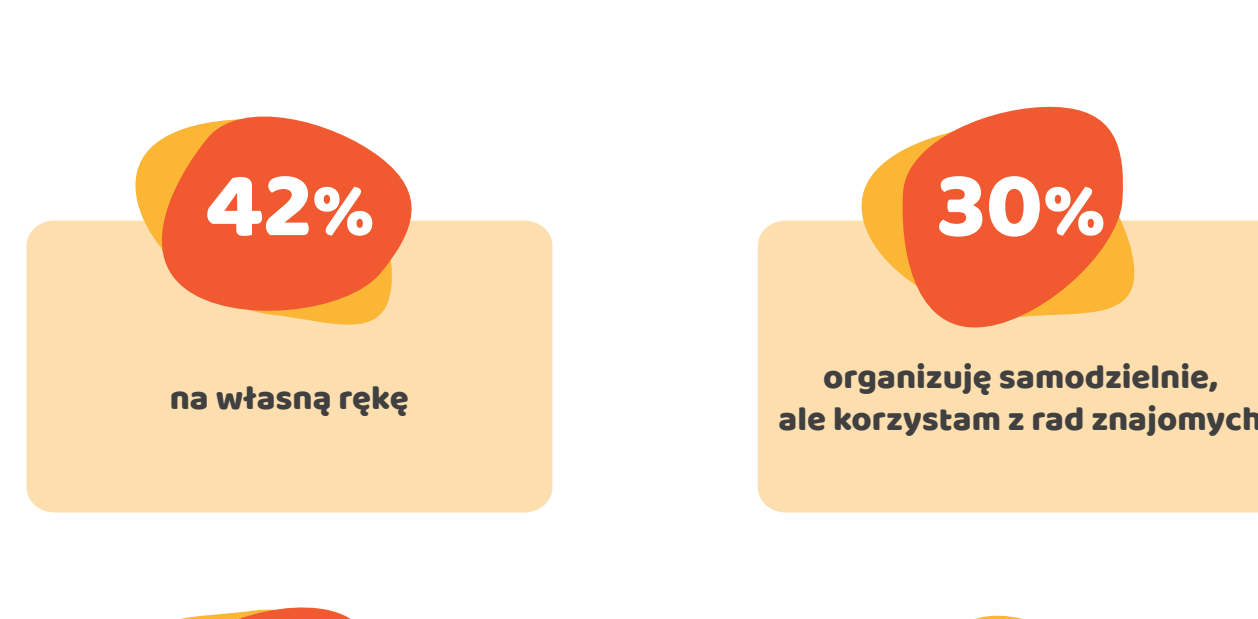 42%
na własną rękę
30%
organizuję samodzielnie,
ale korzystam z rad znajomych